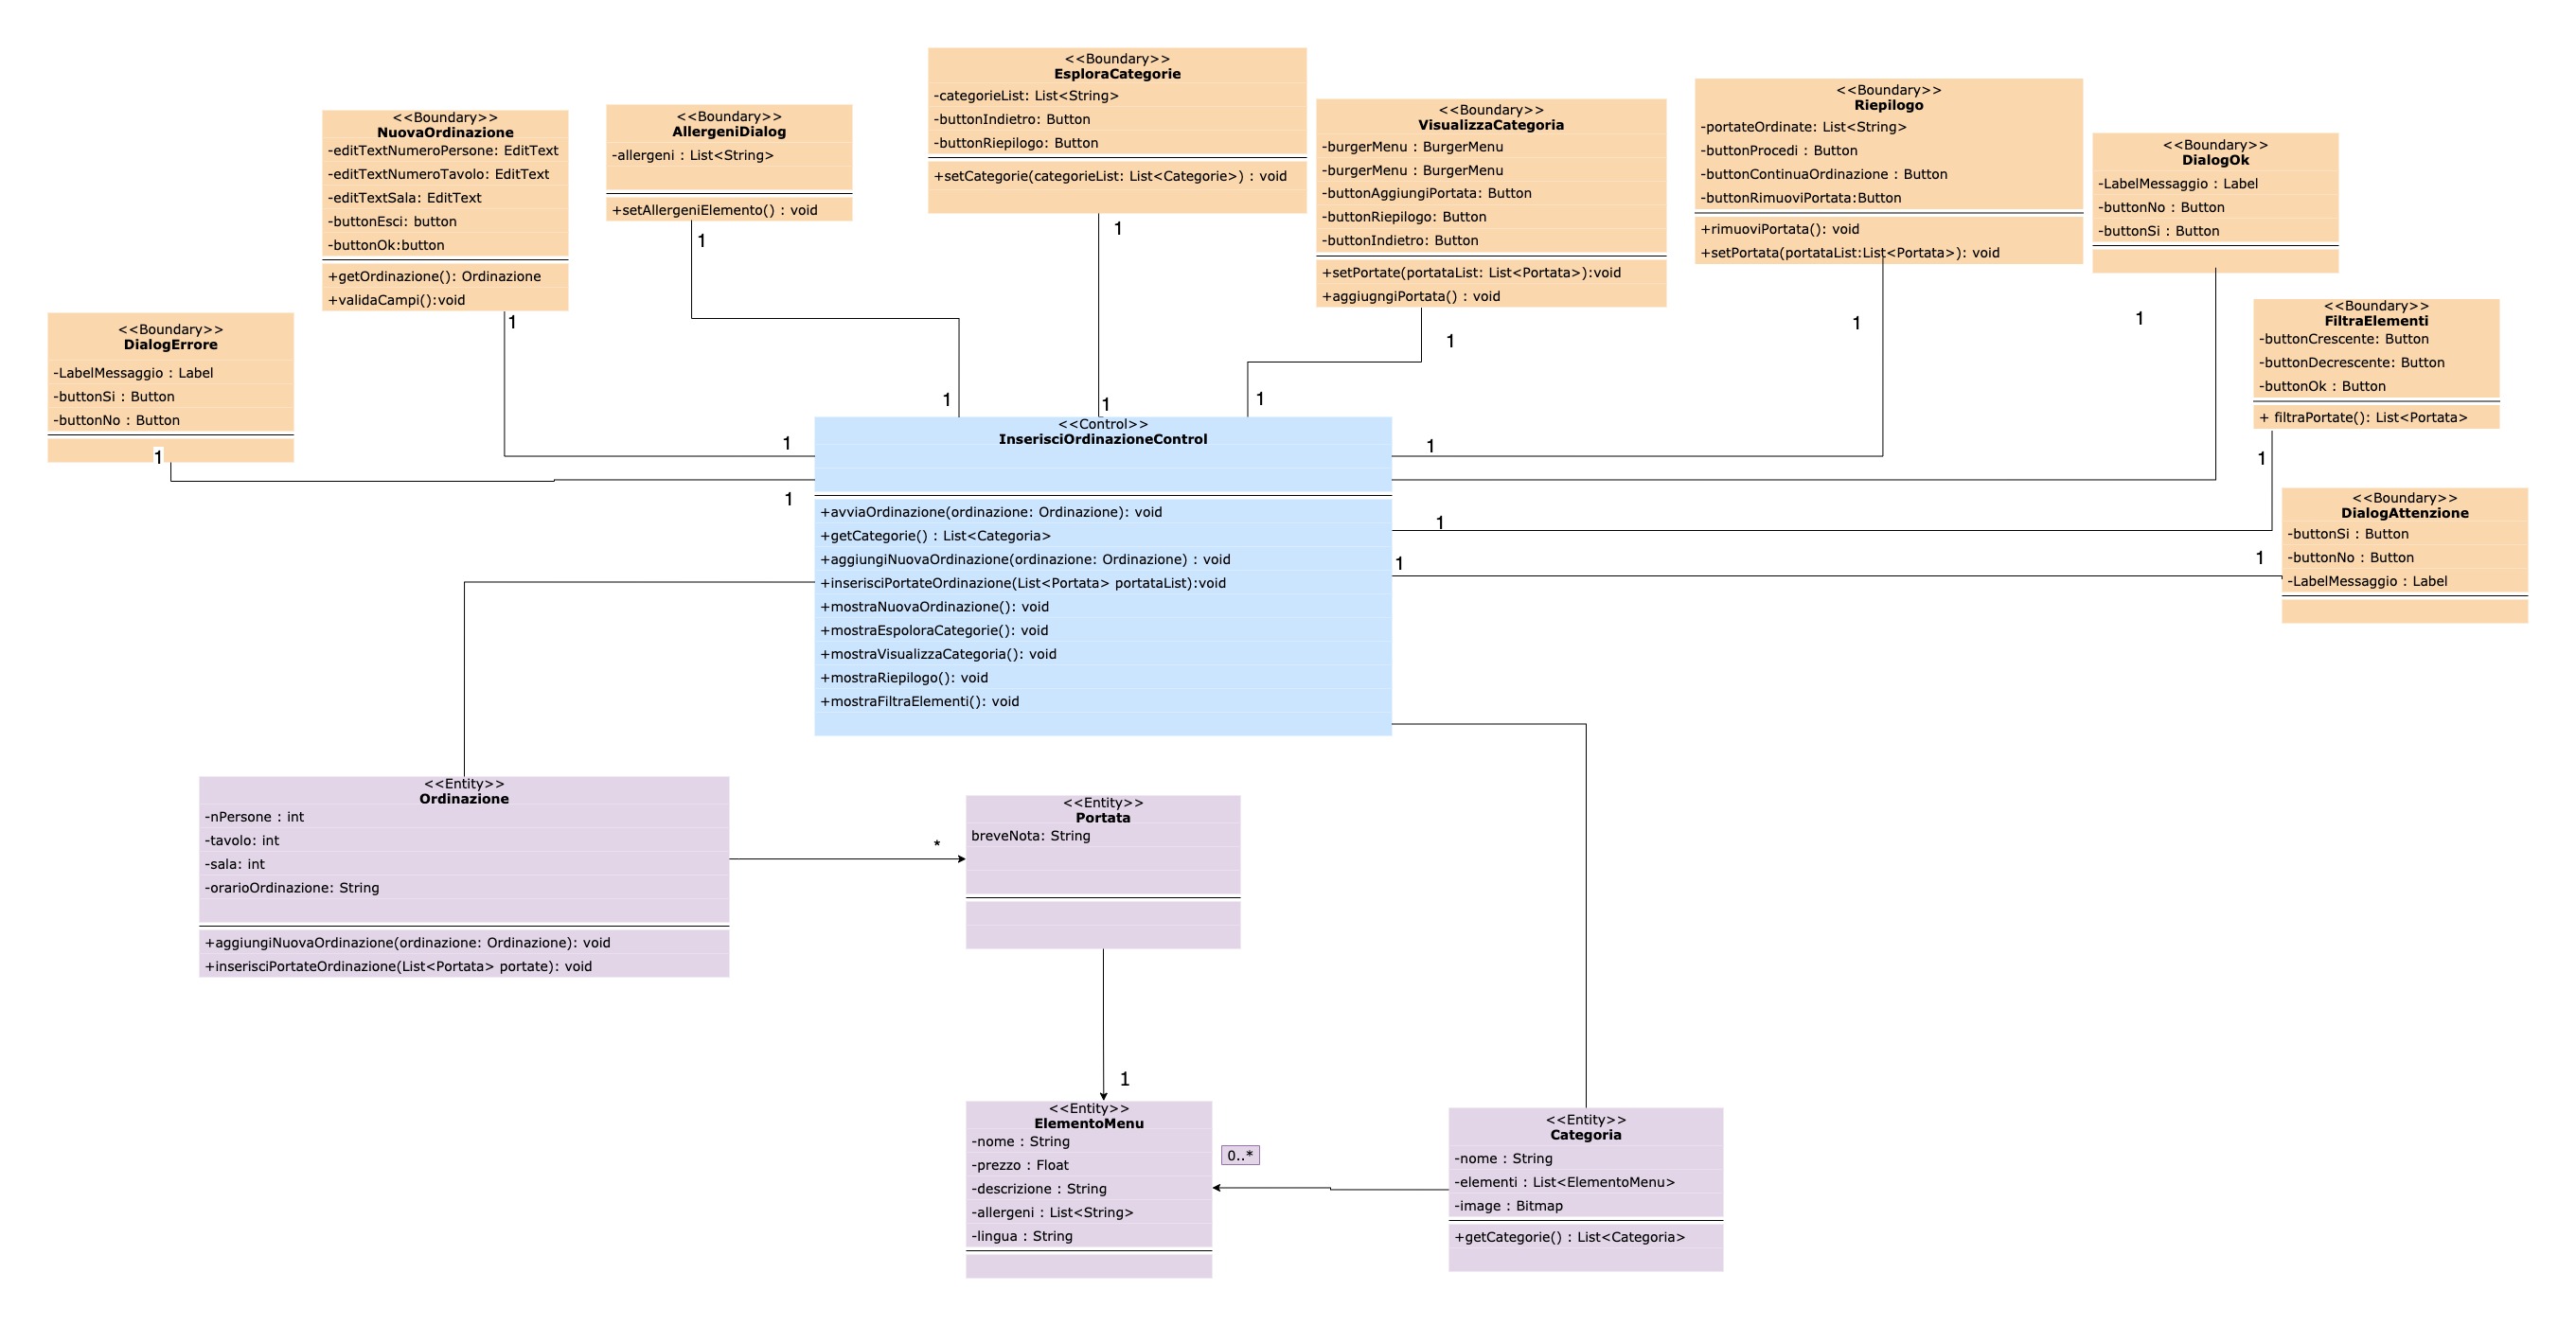 <<Boundary>>
DialogErrore
-LabelMessaggio : Label
-buttonSi : Button
-buttonNo : Button
1
<<Boundary>>
NuovaOrdinazione
-editTextNumeroPersone: EditText
-editTextNumeroTavolo: EditText
-editTextSala: EditText
-buttonEsci: button
-buttonOk:button
+getOrdinazione(): Ordinazione
+validaCampi():void
1
<<Boundary>>
AllergeniDialog
-allergeni : List<String>
+setAllergeniElemento() : void
1
<<Boundary>>
EsploraCategorie
-categorieList: List<String>
-buttonIndietro: Button
-buttonRiepilogo: Button
+setCategorie(categorieList: List<Categorie>) : void
1
<<Boundary>>
VisualizzaCategoria
-burgerMenu : BurgerMenu
-burgerMenu : BurgerMenu
-buttonAggiungiPortata: Button
-buttonRiepilogo: Button
-buttonIndietro: Button
+setPortate(portataList: List<Portata>):void
+aggiugngiPortata() : void
1
<<Boundary>>
Riepilogo
-portateOrdinate: List<String>
-buttonProcedi : Button
-buttonContinuaOrdinazione : Button
-buttonRimuoviPortata:Button
+rimuoviPortata(): void
+setPortata(portataList:List<Portata>): void
1
<<Boundary>>
DialogOk
-LabelMessaggio : Label
-buttonNo : Button
-buttonSi : Button
1
<<Boundary>>
FiltraElementi
-buttonCrescente: Button
-buttonDecrescente: Button
-buttonOk : Button
+ filtraPortate(): List<Portata>
1
<<Boundary>>
DialogAttenzione
-buttonSi : Button
-buttonNo : Button
-LabelMessaggio : Label
1
1
1
1
1
1
1
1
1
<<Control>>
InserisciOrdinazioneControl
+avviaOrdinazione(ordinazione: Ordinazione): void
+getCategorie() : List<Categoria>
+aggiungiNuovaOrdinazione(ordinazione: Ordinazione) : void
+inserisciPortateOrdinazione(List<Portata> portataList):void
+mostraNuovaOrdinazione(): void
+mostraEspoloraCategorie(): void
+mostraVisualizzaCategoria(): void
+mostraRiepilogo(): void
+mostraFiltraElementi(): void
<<Entity>>
Ordinazione
-nPersone : int
-tavolo: int
-sala: int
-orarioOrdinazione: String
+aggiungiNuovaOrdinazione(ordinazione: Ordinazione): void
+inserisciPortateOrdinazione(List<Portata> portate): void
*
<<Entity>>
Portata
breveNota: String
1
<<Entity>>
ElementoMenu
-nome : String
-prezzo : Float
-descrizione : String
-allergeni : List<String>
-lingua : String
0..*
<<Entity>>
Categoria
-nome : String
-elementi : List<ElementoMenu>
-image : Bitmap
+getCategorie() : List<Categoria>